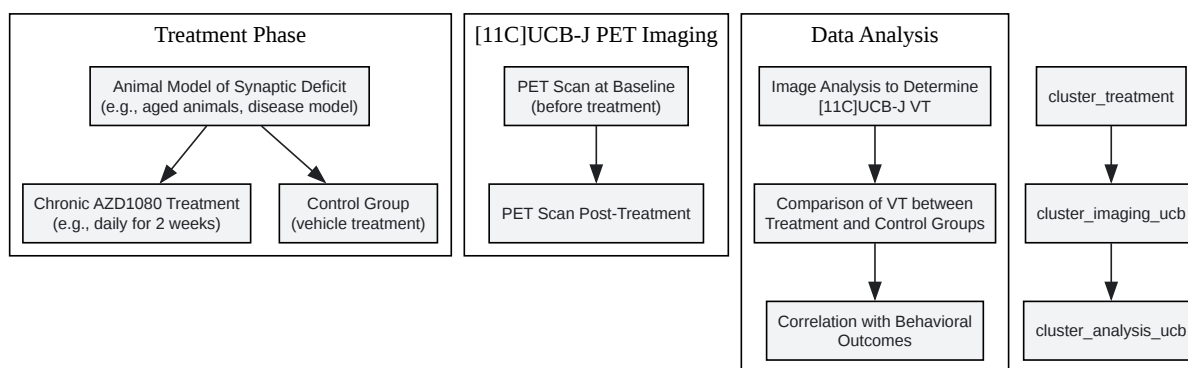 Treatment Phase
Animal Model of Synaptic Deficit
(e.g., aged animals, disease model)
Chronic AZD1080 Treatment
(e.g., daily for 2 weeks)
Control Group
(vehicle treatment)
[11C]UCB-J PET Imaging
PET Scan at Baseline
(before treatment)
PET Scan Post-Treatment
Data Analysis
Image Analysis to Determine
[11C]UCB-J VT
Comparison of VT between
Treatment and Control Groups
Correlation with Behavioral
Outcomes
cluster_treatment
cluster_imaging_ucb
cluster_analysis_ucb